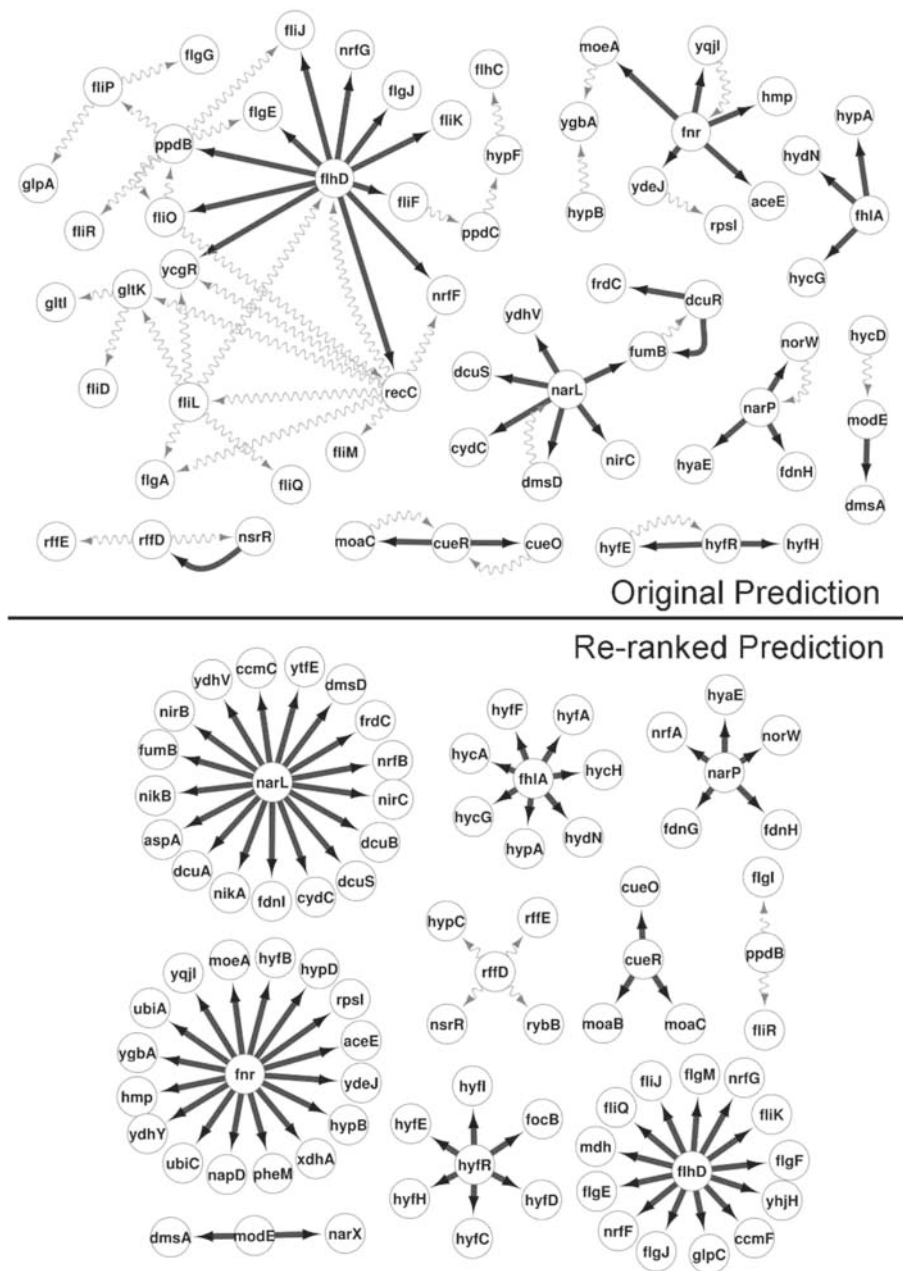 fliJ
flgG
nrfG
fliP
flhC
flgJ
flgE
fliK
ppdB
hypF
glpA
flhD
fliF
fliR
fliO
ppdC
ycgR
gltI
gltK
nrfF
fliD
recC
fliL
fliM
flgA
fliQ
moeA
yqjI
hmp
ygbA
fnr
hypA
hydN
ydeJ
aceE
hypB
rpsI
fhlA
hycG
frdC
dcuR
ydhV
fumB
norW
hycD
dcuS
narL
narP
modE
cydC
nirC
hyaE
fdnH
dmsD
dmsA
rffE
rffD
nsrR
moaC
cueR
cueO
hyfE
hyfR
hyfH
Original Prediction
Re-ranked Prediction
ccmC
ytfE
ydhV
dmsD
nirB
frdC
fumB
nrfB
narL
nikB
nirC
aspA
dcuB
dcuA
dcuS
nikA
fdnI
cydC
hyfF
hyfA
hycA
hycH
fhlA
hycG
hydN
hypA
hyaE
nrfA
norW
narP
fdnG
fdnH
hypC
rffE
rffD
nsrR
rybB
cueO
cueR
moaB
moaC
flgI
ppdB
fliR
moeA
hyfB
yqjI
hypD
ubiA
rpsI
ygbA
aceE
fnr
hmp
ydeJ
ydhY
hypB
ubiC
xdhA
napD
pheM
hyfI
hyfE
focB
hyfR
hyfH
hyfD
hyfC
flgM
fliJ
nrfG
fliQ
fliK
mdh
flgF
flhD
flgE
yhjH
nrfF
ccmF
flgJ
glpC
dmsA
modE
narX